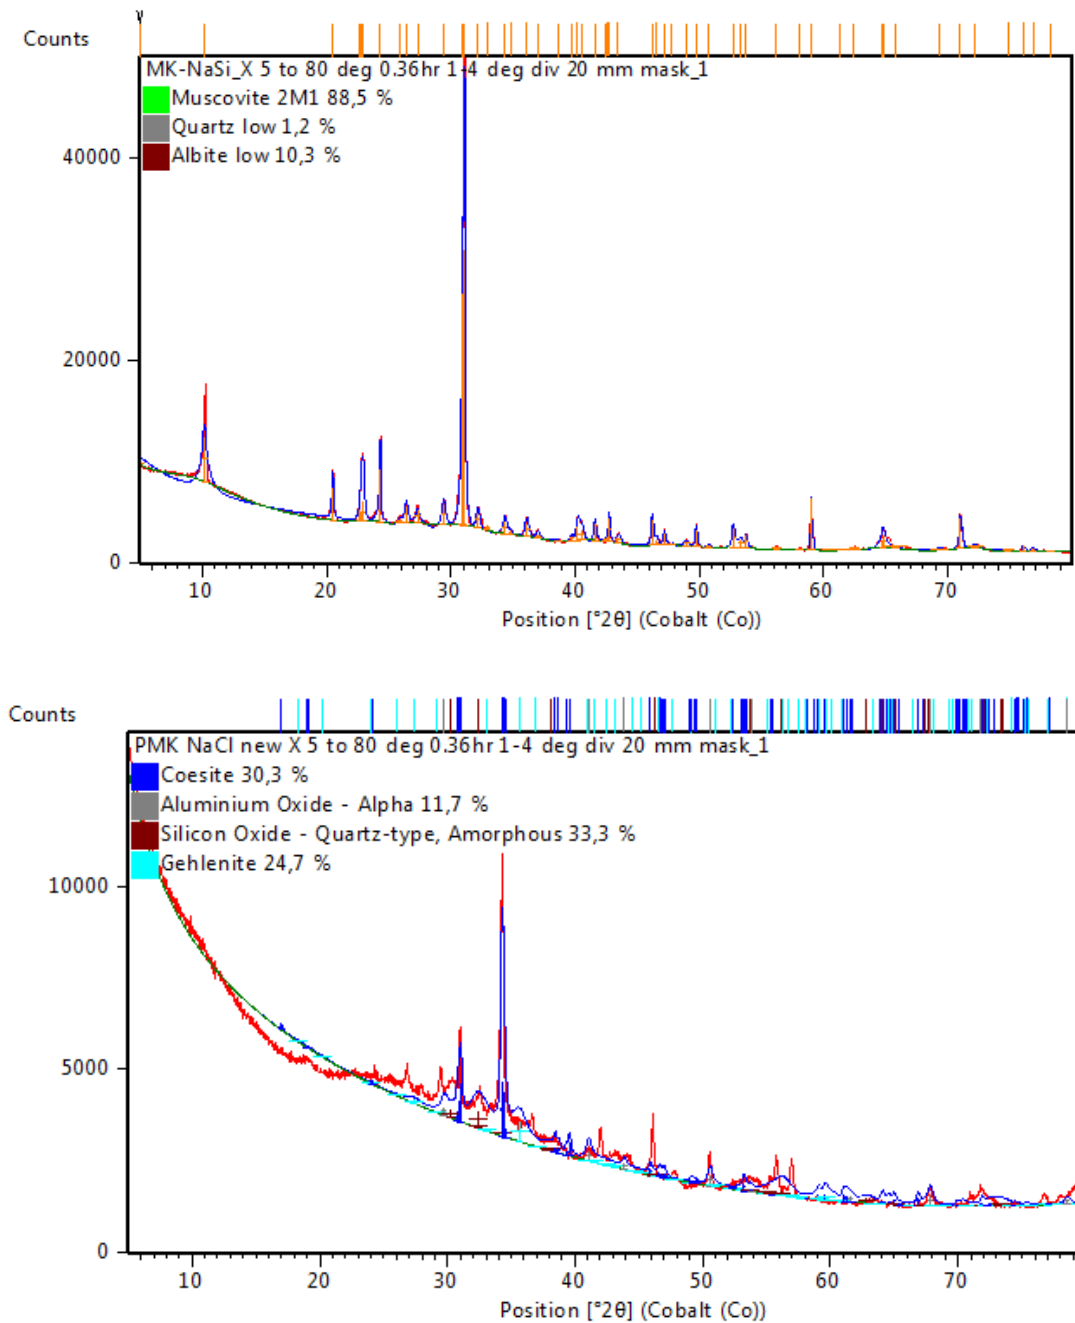 Counts
MK-NaSi_X 5 to 80 deg 0.36hr 1-4 deg div 20 mm mask_1
Muscovite 2M1 88,5 %
Quartz low 1,2 %
Albite low 10,3 %
40000
20000
0
10 20 30 40 50 60 70
Position [°2θ] (Cobalt (Co))
Counts
PMK NaCl new X 5 to 80 deg 0.36hr 1-4 deg div 20 mm mask_1
Coesite 30,3 %
Aluminium Oxide - Alpha 11,7 %
Silicon Oxide - Quartz-type, Amorphous 33,3 %
Gehlenite 24,7 %
10000
5000
0
10 20 30 40 50 60 70
Position [°2θ] (Cobalt (Co))